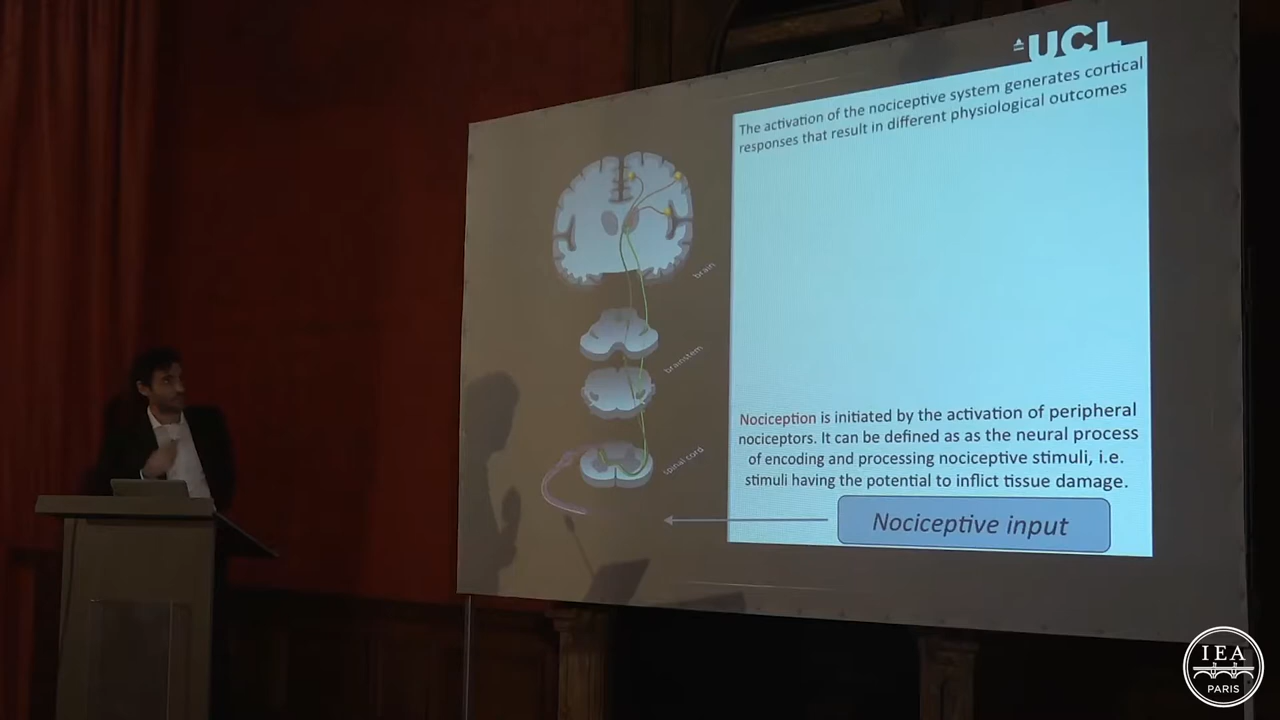 UCL
The activation of the nociceptive system generates cortical
responses that result in different physiological outcomes
brain
brainstem
spinal cord
Nociception is initiated by the activation of peripheral
nociceptors. It can be defined as as the neural process
of encoding and processing nociceptive stimuli, i.e.
stimuli having the potential to inflict tissue damage.
Nociceptive input
IEA
PARIS